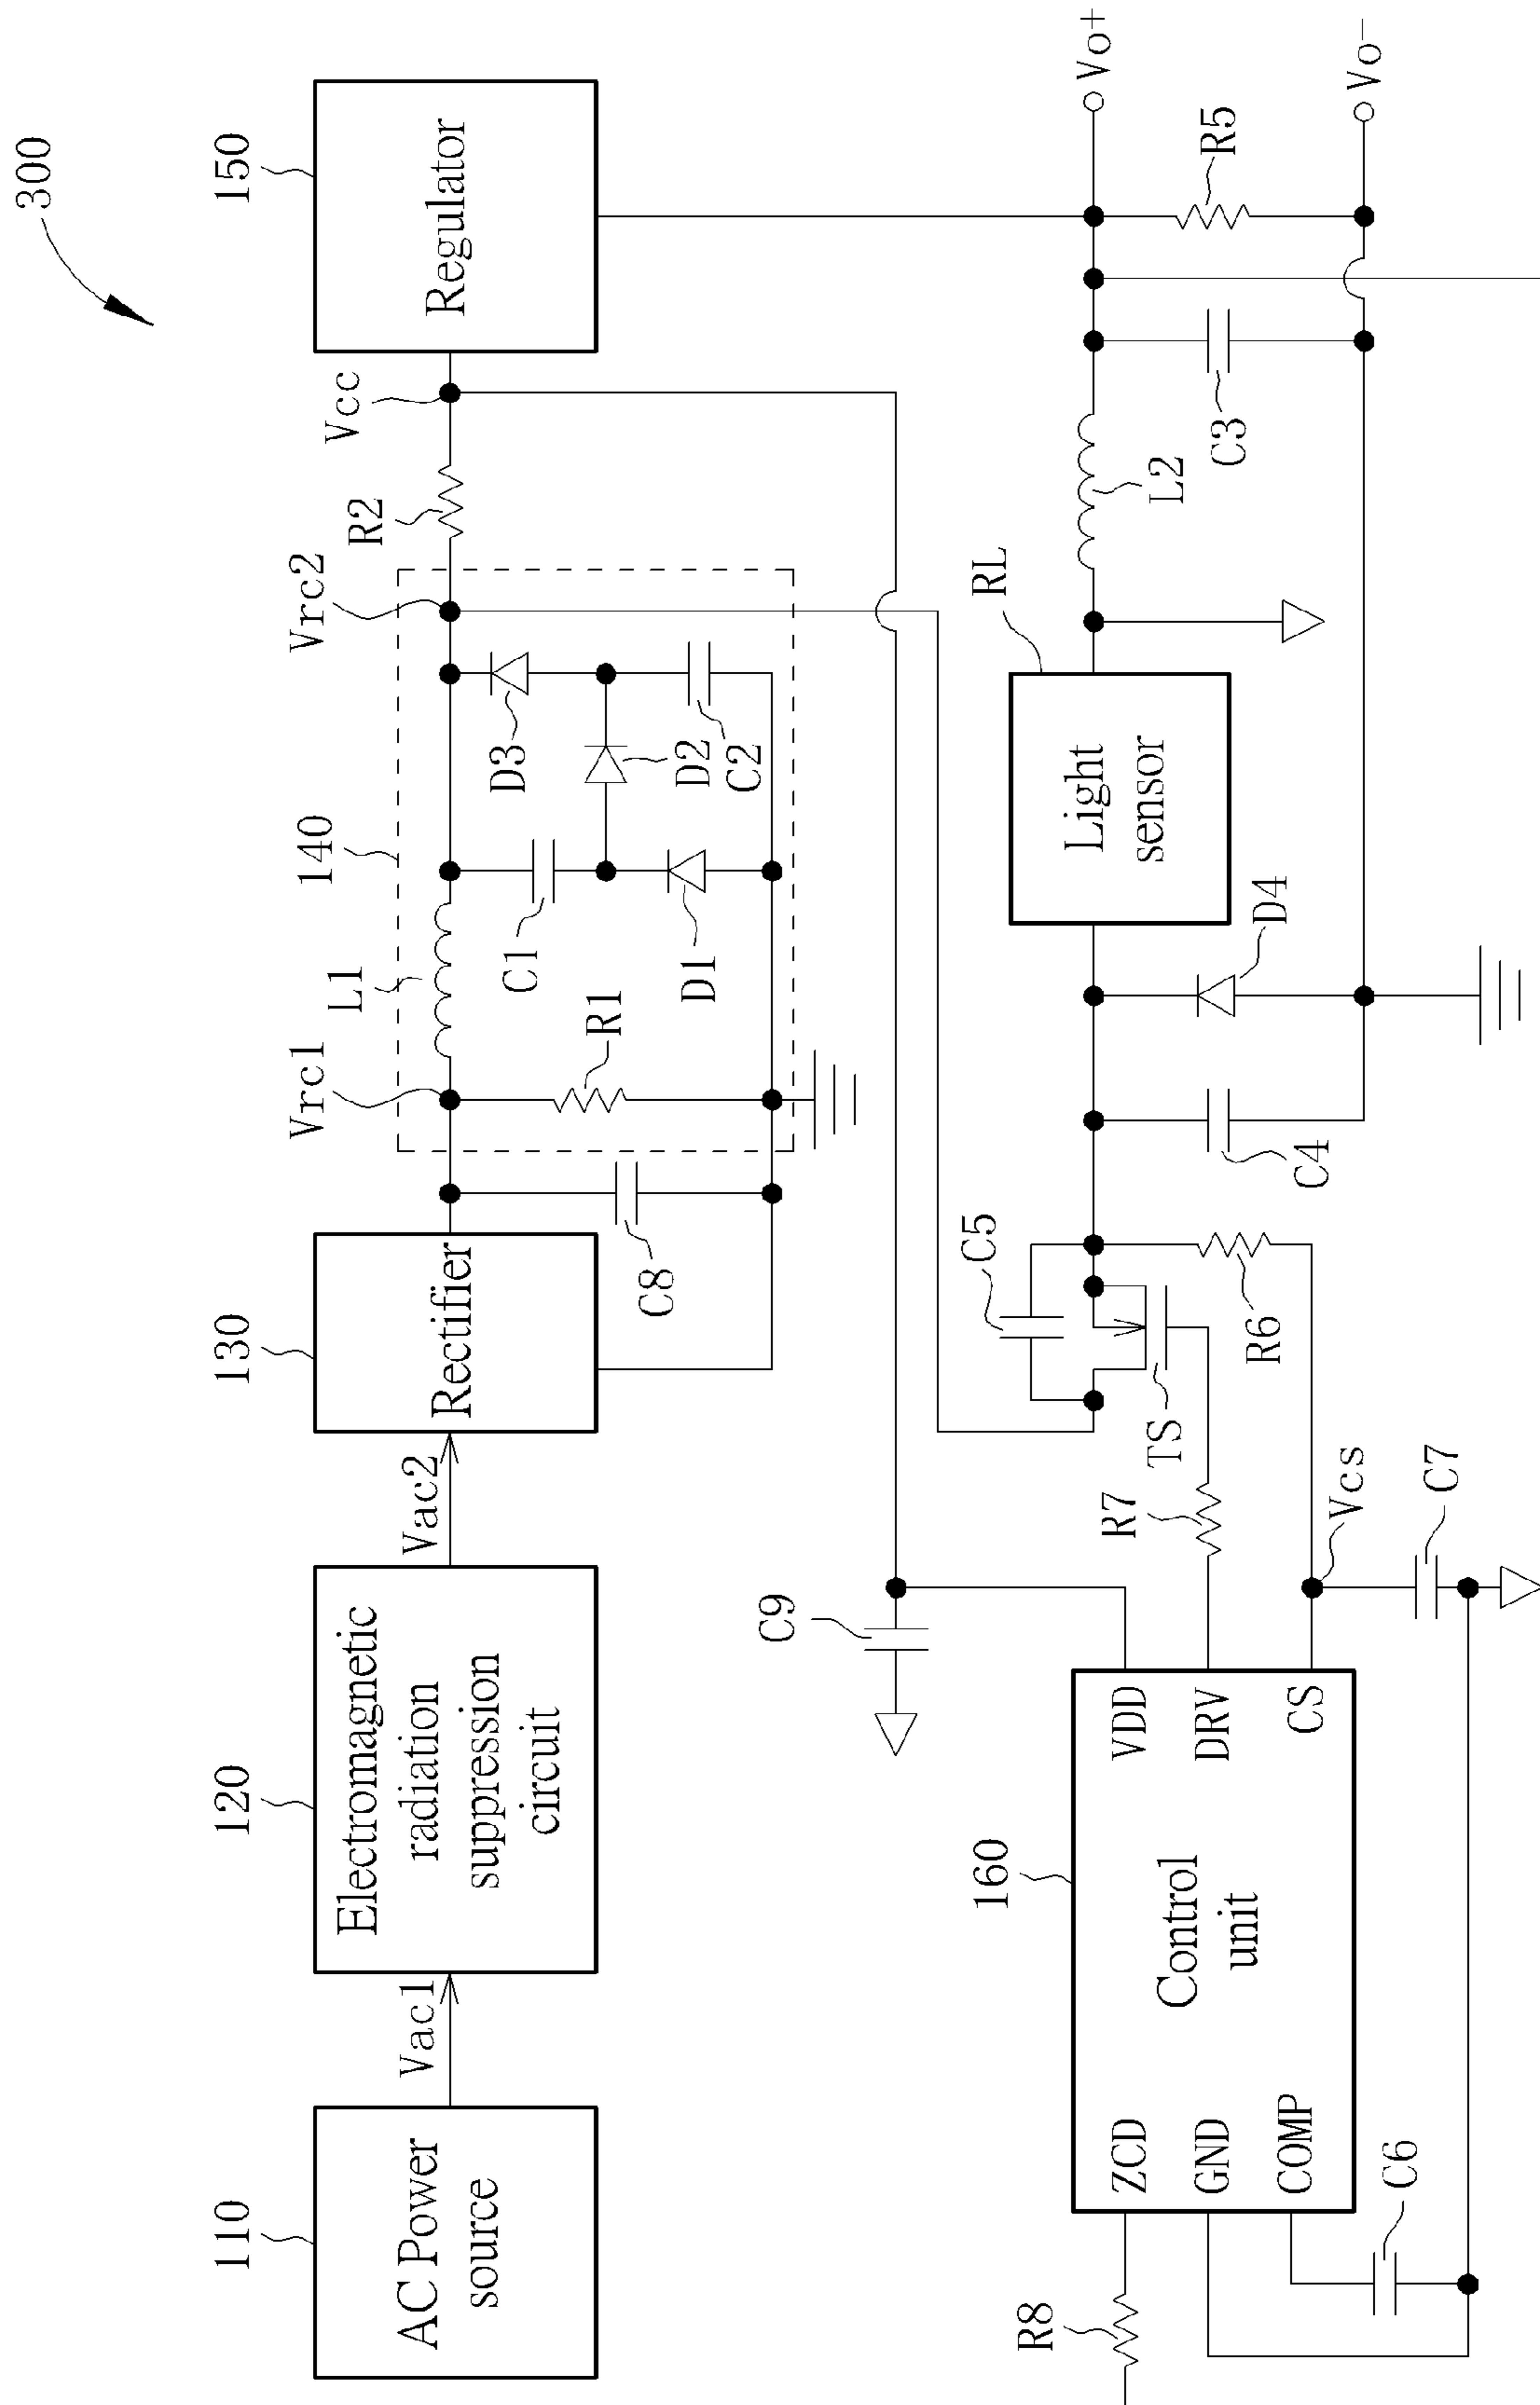 300
110
120
130
140
150
AC Power
source
Vac1
Electromagnetic
radiation
suppression
circuit
Vac2
Rectifier
C8
Vrc1
L1
R1
C1
D1
D2
D3
C2
Vrc2
R2
Vcc
Regulator
C9
160
Control
unit
ZCD
GND
COMP
VDD
DRV
CS
R8
C6
R7
TS
C5
R6
Vcs
C7
C4
D4
RL
Light
sensor
L2
C3
R5
Vo+
Vo-